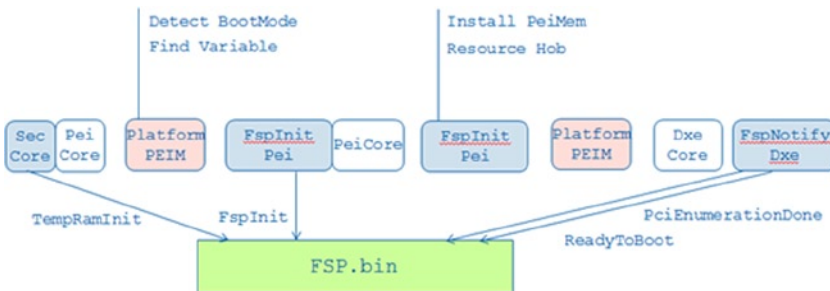 Detect BootMode
Find Variable
Install PeiMem
Resource Hob
Sec
Core
Pei
Core
Platform
PEIM
FspInit
Pei
PeiCore
FspInit
Pei
Platform
PEIM
Dxe
Core
FspNotify
Dxe
TempRamInit
FspInit
PciEnumerationDone
ReadyToBoot
FSP.bin